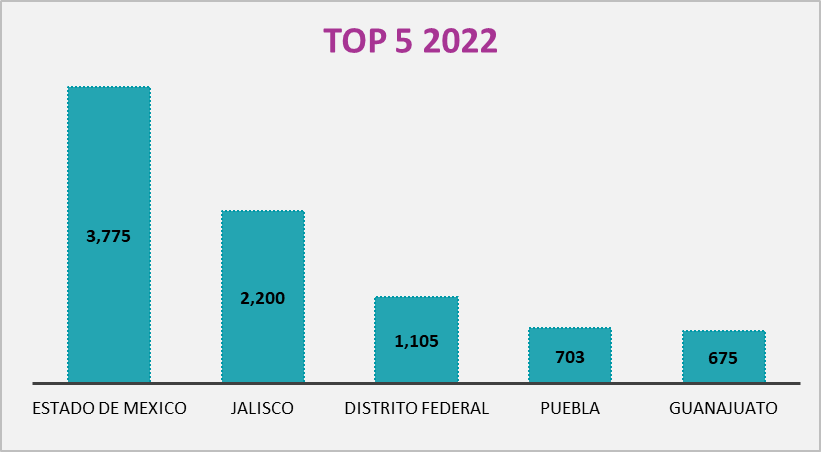 TOP 5 2022
3,775
2,200
1,105
703
675
ESTADO DE MEXICO
JALISCO
DISTRITO FEDERAL
PUEBLA
GUANAJUATO